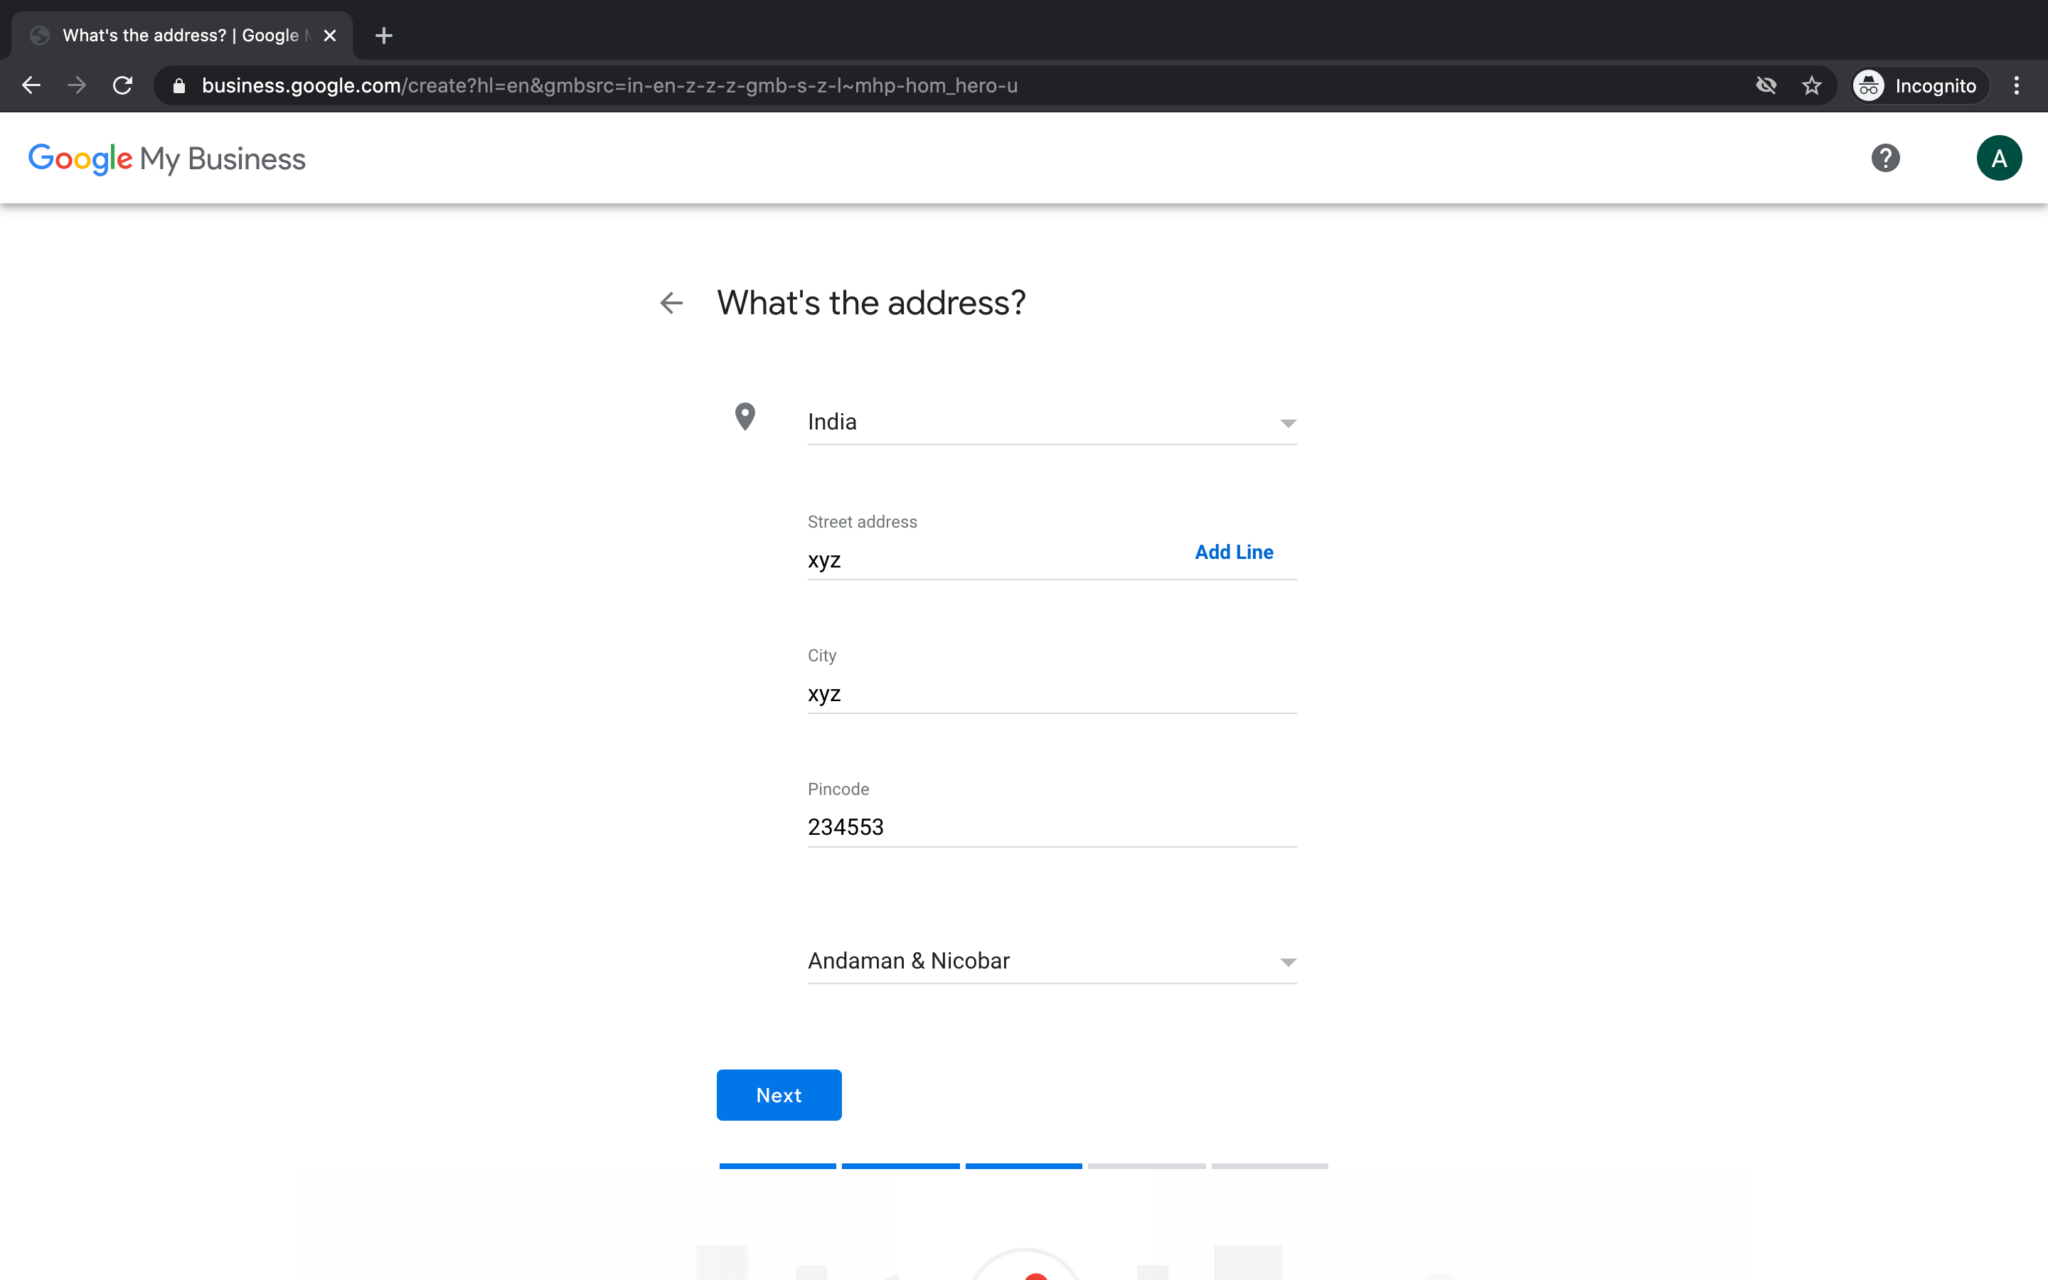 What's the address? | Google
business.google.com/create?hl=en&gmbsrc=in-en-z-z-z-gmb-s-z-l~mhp-hom_hero-u
Incognito
Google My Business
A
What's the address?
India
Street address
xyz
Add Line
City
xyz
Pincode
234553
Andaman & Nicobar
Next